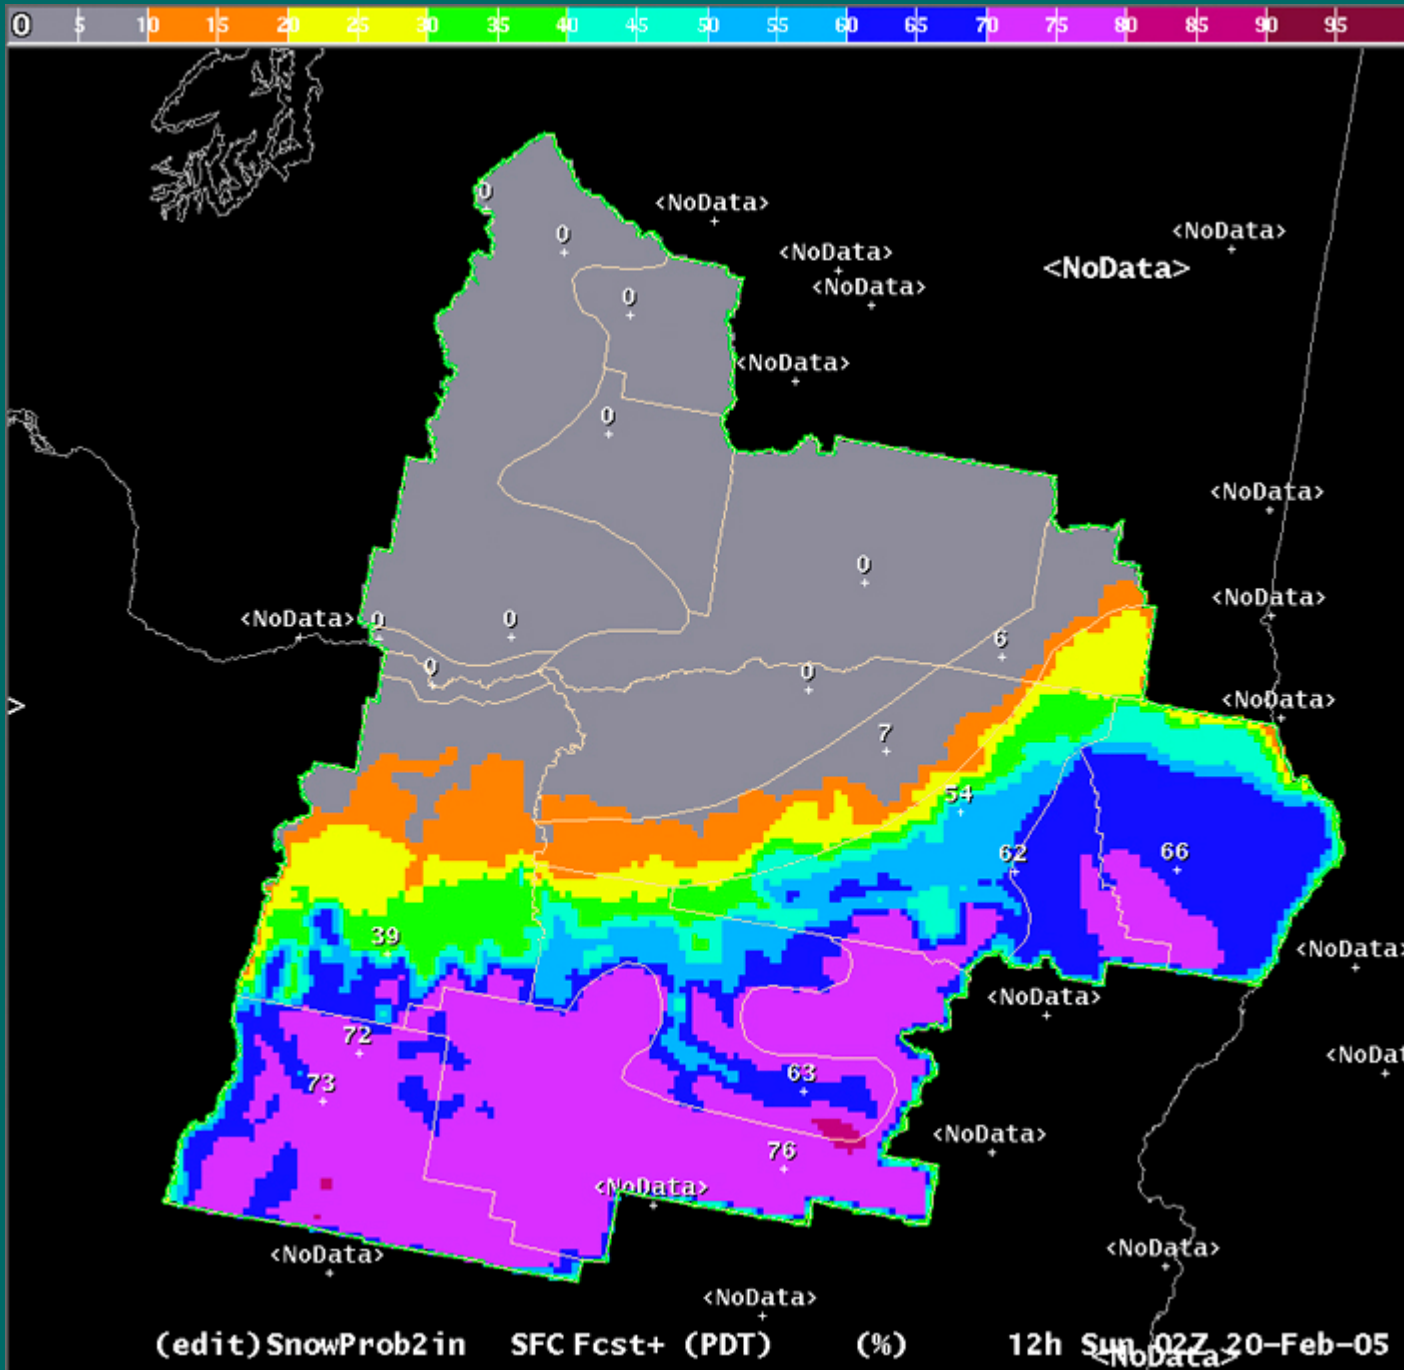 0 5 10 15 20 25 30 35 40 45 50 55 60 65 70 75 80 85 90 95
0
<NoData>
<NoData>
0
<NoData>
<NoData>
<NoData>
0
<NoData>
0
<NoData>
0
<NoData>
<NoData>
0
0
6
0
0
<NoData>
>
7
54
62
66
39
<NoData>
<NoData>
72
<NoDat
63
73
<NoData>
76
<NoData>
<NoData>
<NoData>
<NoData>
(edit)SnowProb2in SFC Fcst+ (PDT) (%) 12h Sun 02Z 20-Feb-05
<NoData>